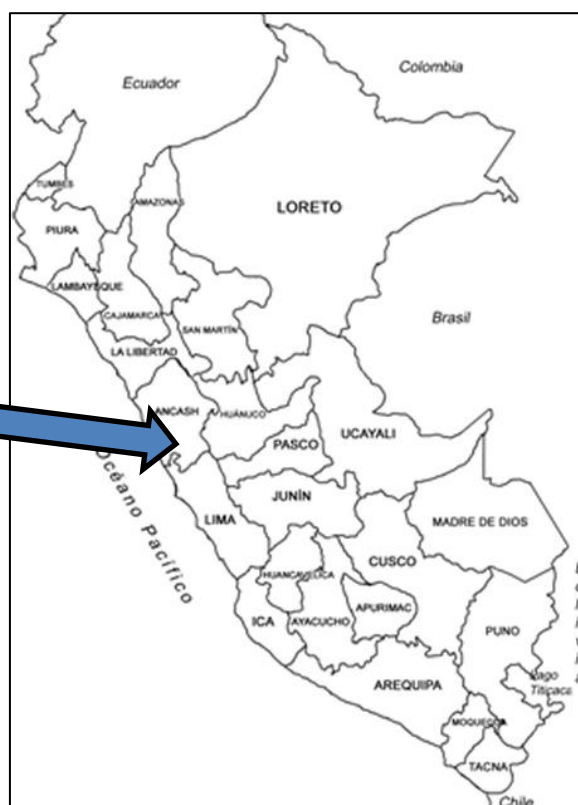 Colombia
Ecuador
TUMBES
AMAZONAS
LORETO
PIURA
LAMBAYEQUE
CAJAMARCA
Brasil
SAN MARTÍN
LA LIBERTAD
ANCASH
HUÁNUCO
UCAYALI
PASCO
Océano Pacífico
JUNÍN
LIMA
MADRE DE DIOS
CUSCO
HUANCAVELICA
APURIMAC
ICA
AYACUCHO
PUNO
Lago
Titicaca
AREQUIPA
MOQUEGUA
TACNA
Chile